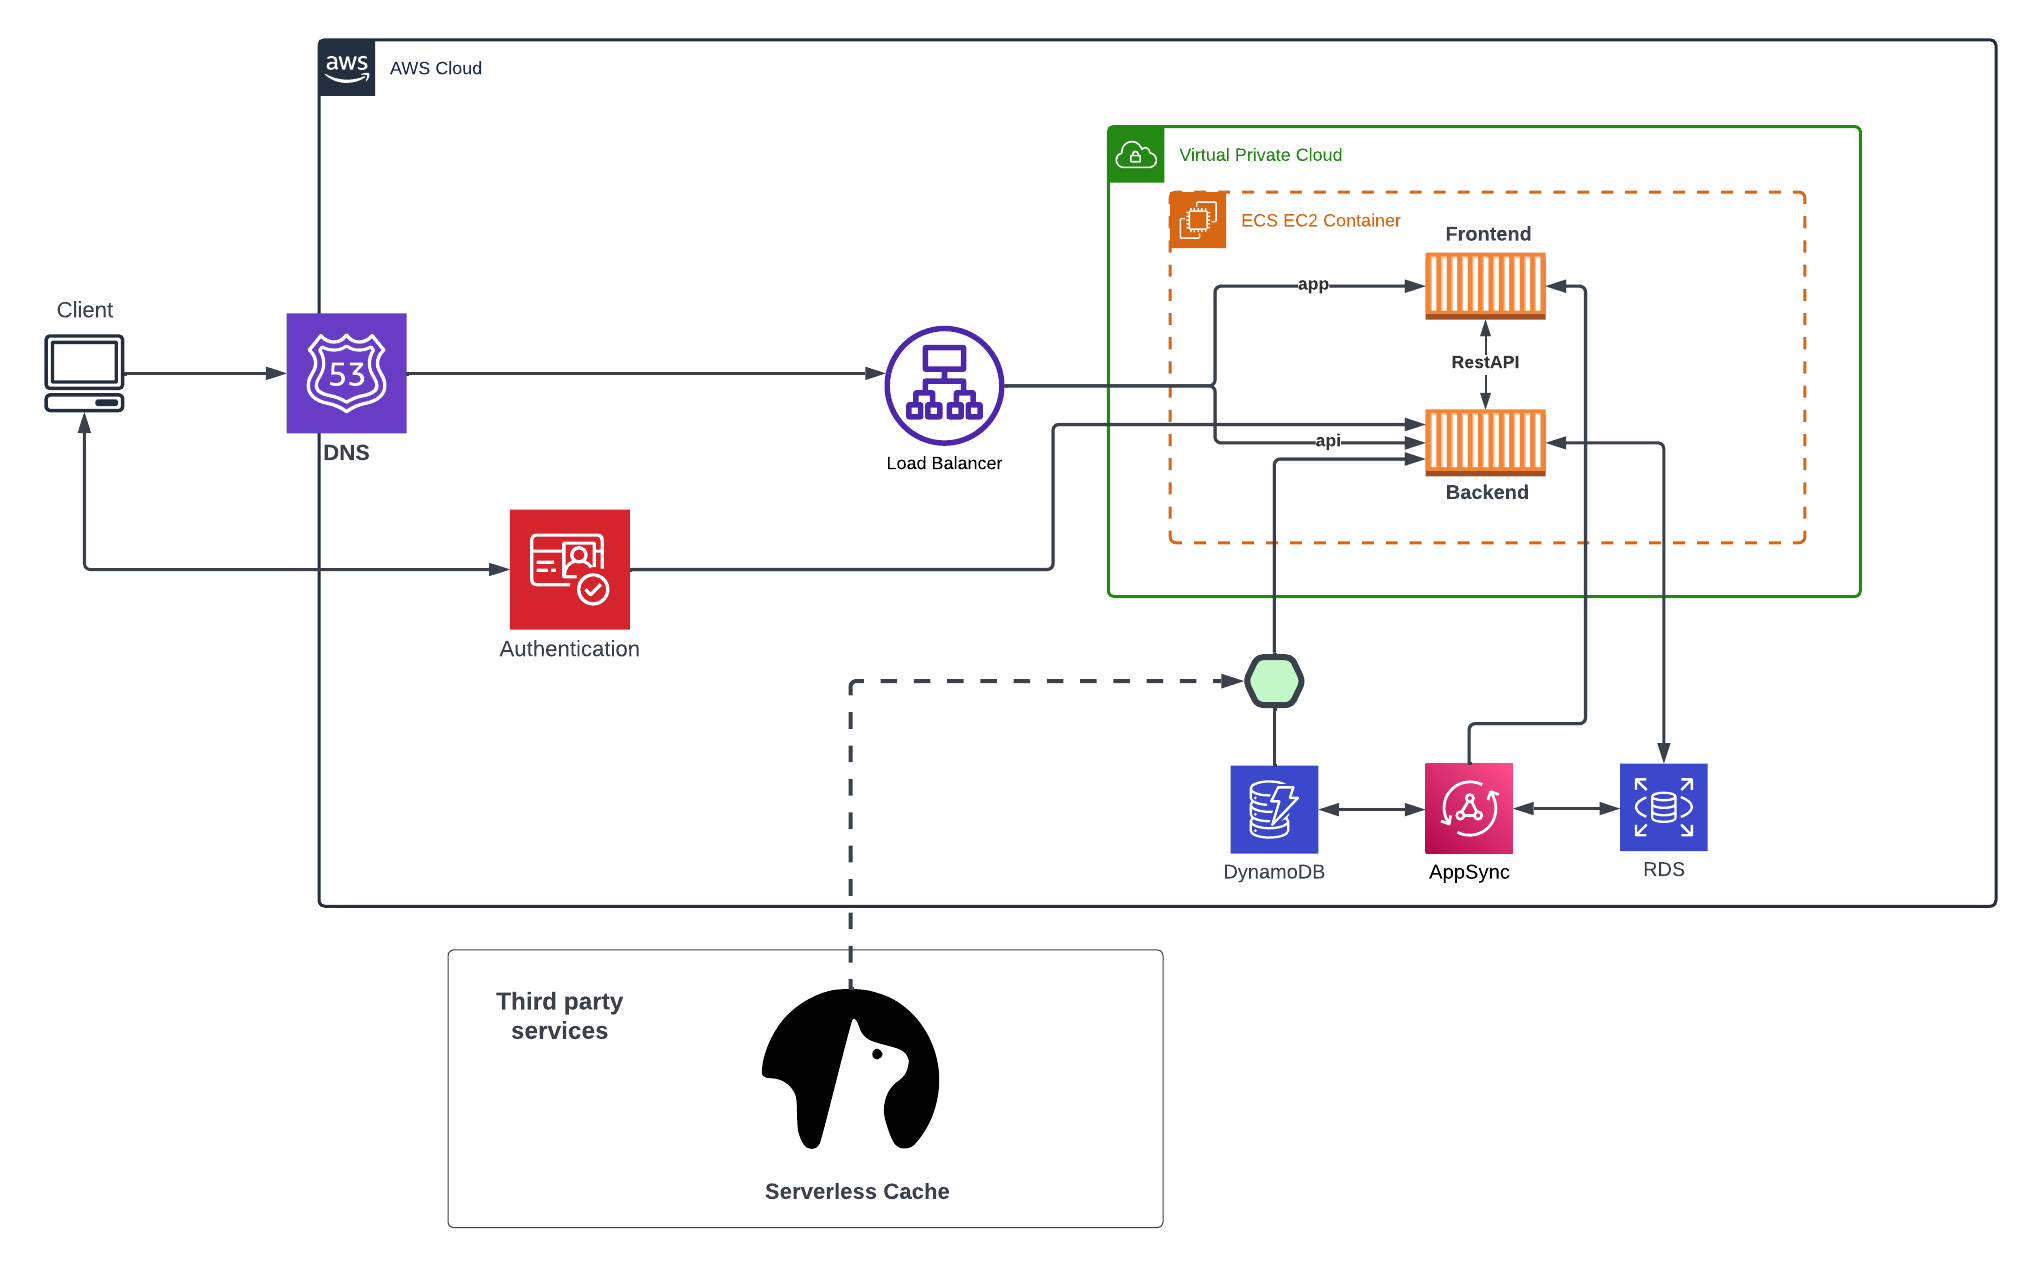 aws
AWS Cloud
Virtual Private Cloud
ECS EC2 Container
Frontend
app
Client
53
RestAPI
DNS
Load Balancer
api
Backend
Authentication
DynamoDB
AppSync
RDS
Third party
services
Serverless Cache